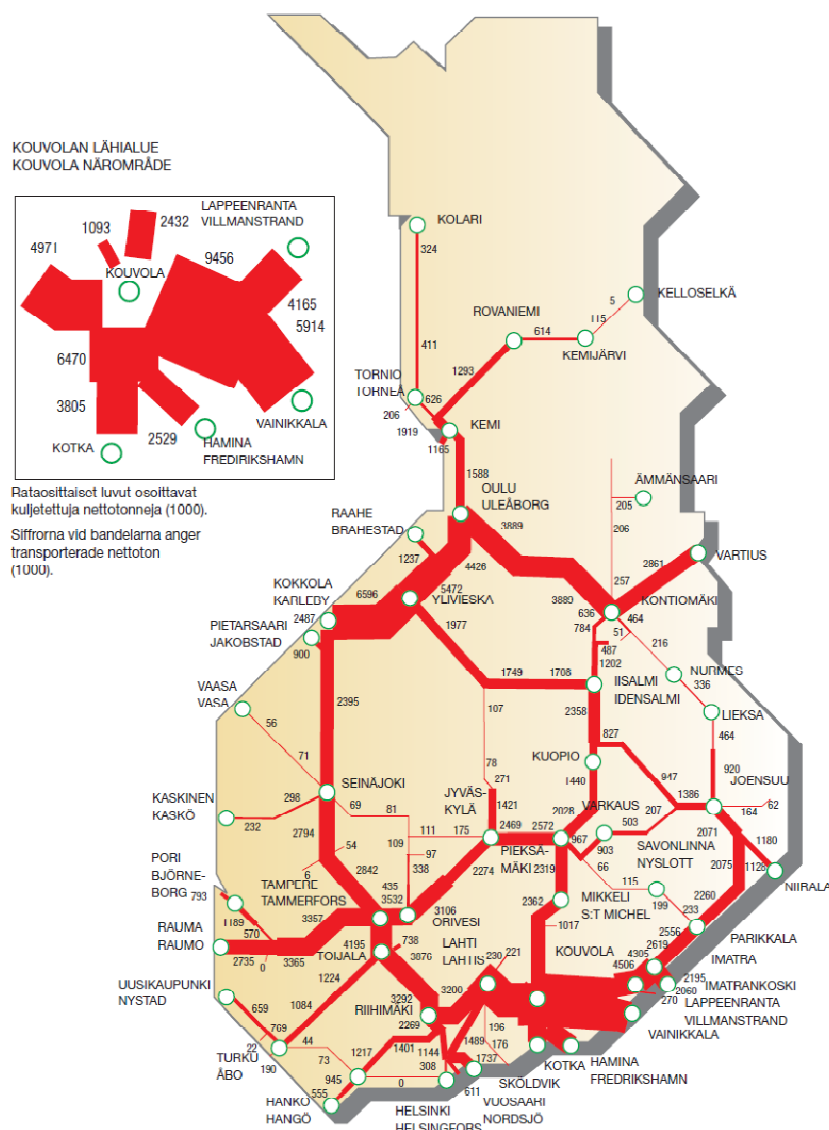 KOUVOLAN LÄHIALUE
KOUVOLA NÄROMRÅDE
LAPPEENRANTA
VILLMANSTRAND
2432
1093
4971
9456
KOUVOLA
4165
5914
6470
3805
2529
VAINIKKALA
KOTKA
HAMINA
FREDIRIKSHAMN
Rataosittaisot luvut osoittavat
kuljetettuja nettotonneja (1000).
Siffrorna vid bandelarna anger
transporterade nettoton
(1000).
KOLARI
324
5
KELLOSELKÄ
ROVANIEMI
115
614
411
KEMIJÄRVI
1293
TORNIO
TORNEÅ
626
206
1919
KEMI
1165
1588
OULU
ULEÅBORG
ÄMMÄNSAARI
205
RAAHE
BRAHESTAD
3889
206
VARTIUS
1237
4426
2861
5472
257
KOKKOLA
KARLEBY
6596
YLIVIESKA
3889
KONTIOMÄKI
2487
636
464
PIETARSAARI
JAKOBSTAD
1977
784
51
900
487
216
1202
NURMES
VAASA
VASA
1749
1708
IISALMI
IDENSALMI
336
2395
107
2358
LIEKSA
56
827
464
71
78
KUOPIO
947
920
SEINÄJOKI
271
1440
JOENSUU
KASKINEN
KASKÖ
298
69
81
JYVÄS-
KYLÄ
1421
1386
164
62
232
2028
VARKAUS
207
2794
111
175
2469
2572
967
503
2071
1180
PORI
BJÖRNE-
BORG
793
54
109
97
PIEKSÄ-
MÄKI
903
SAVONLINNA
NYSLOTT
2075
1128
6
2842
338
2274
2319
66
NIIRALA
TAMPERE
TAMMERFORS
435
115
3532
2362
MIKKELI
S:T MICHEL
199
2260
1189
3357
3106
ORIVESI
233
RAUMA
RAUMO
570
1017
2556
PARIKKALA
TOIJALA
4195
738
LAHTI
LAHTIS
221
KOUVOLA
2619
2735
3365
3876
230
4305
IMATRA
0
1224
4506
UUSIKAUPUNKI
NYSTAD
3200
2195
IMATRANKOSKI
3292
2060
1084
RIIHIMÄKI
270
LAPPEENRANTA
VILLMANSTRAND
659
2269
196
769
VAINIKKALA
22
44
1489
176
TURKU
ÅBO
190
1401
1144
1737
1217
73
308
KOTKA
HAMINA
FREDRIKSHAMN
945
0
SKÖLDVIK
555
611
HANKO
HANGÖ
VUOSAARI
NORDSJÖ
HELSINKI
HELSINGFORS